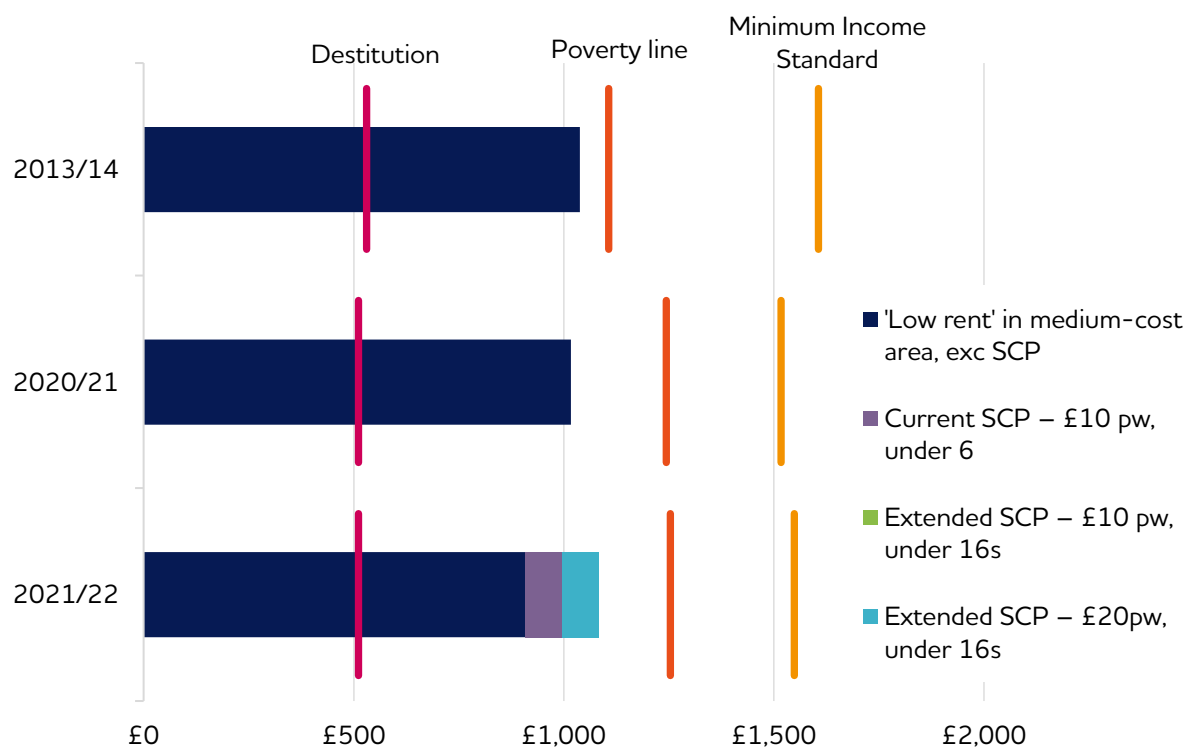 Destitution
Poverty line
Minimum Income
Standard
2013/14
2020/21
2021/22
'Low rent' in medium-cost
area, exc SCP
Current SCP – £10 pw,
under 6
Extended SCP – £10 pw,
under 16s
Extended SCP – £20pw,
under 16s
£0
£500
£1,000
£1,500
£2,000